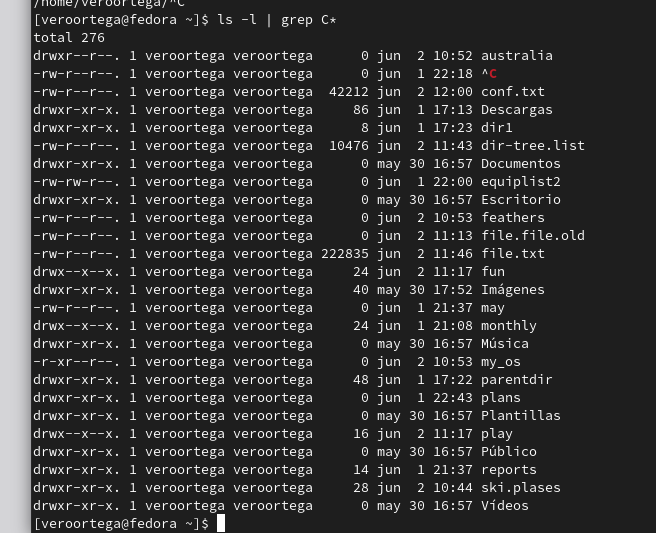 /home/veroortega/^C
[veroortega@fedora ~]$ ls -l | grep C*
total 276
drwxr--r--. 1 veroortega veroortega      0 jun  2 10:52 australia
-rw-r--r--. 1 veroortega veroortega      0 jun  1 22:18 ^C
-rw-r--r--. 1 veroortega veroortega  42212 jun  2 12:00 conf.txt
drwxr-xr-x. 1 veroortega veroortega     86 jun  1 17:13 Descargas
drwxr-xr-x. 1 veroortega veroortega      8 jun  1 17:23 dir1
-rw-r--r--. 1 veroortega veroortega  10476 jun  2 11:43 dir-tree.list
drwxr-xr-x. 1 veroortega veroortega      0 may 30 16:57 Documentos
-rw-rw-r--. 1 veroortega veroortega      0 jun  1 22:00 equiplist2
drwxr-xr-x. 1 veroortega veroortega      0 may 30 16:57 Escritorio
-rw-r--r--. 1 veroortega veroortega      0 jun  2 10:53 feathers
-rw-r--r--. 1 veroortega veroortega      0 jun  2 11:13 file.file.old
-rw-r--r--. 1 veroortega veroortega 222835 jun  2 11:46 file.txt
drwx--x--x. 1 veroortega veroortega     24 jun  2 11:17 fun
drwxr-xr-x. 1 veroortega veroortega     40 may 30 17:52 Imágenes
-rw-r--r--. 1 veroortega veroortega      0 jun  1 21:37 may
drwx--x--x. 1 veroortega veroortega     24 jun  1 21:08 monthly
drwxr-xr-x. 1 veroortega veroortega      0 may 30 16:57 Música
-r-xr--r--. 1 veroortega veroortega      0 jun  2 10:53 my_os
drwxr-xr-x. 1 veroortega veroortega     48 jun  1 17:22 parentdir
drwxr-xr-x. 1 veroortega veroortega      0 jun  1 22:43 plans
drwxr-xr-x. 1 veroortega veroortega      0 may 30 16:57 Plantillas
drwx--x--x. 1 veroortega veroortega     16 jun  2 11:17 play
drwxr-xr-x. 1 veroortega veroortega      0 may 30 16:57 Público
drwxr-xr-x. 1 veroortega veroortega     14 jun  1 21:37 reports
drwxr-xr-x. 1 veroortega veroortega     28 jun  2 10:44 ski.plases
drwxr-xr-x. 1 veroortega veroortega      0 may 30 16:57 Vídeos
[veroortega@fedora ~]$